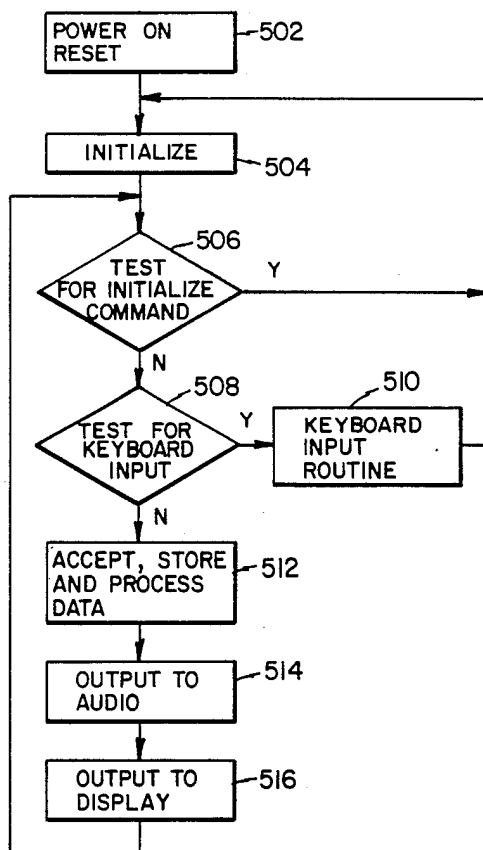 POWER ON
RESET
502
INITIALIZE
504
506
TEST
FOR INITIALIZE
COMMAND
Y
N
508
TEST FOR
KEYBOARD
INPUT
Y
510
KEYBOARD
INPUT
ROUTINE
N
ACCEPT, STORE
AND PROCESS
DATA
512
OUTPUT TO
AUDIO
514
OUTPUT TO
DISPLAY
516